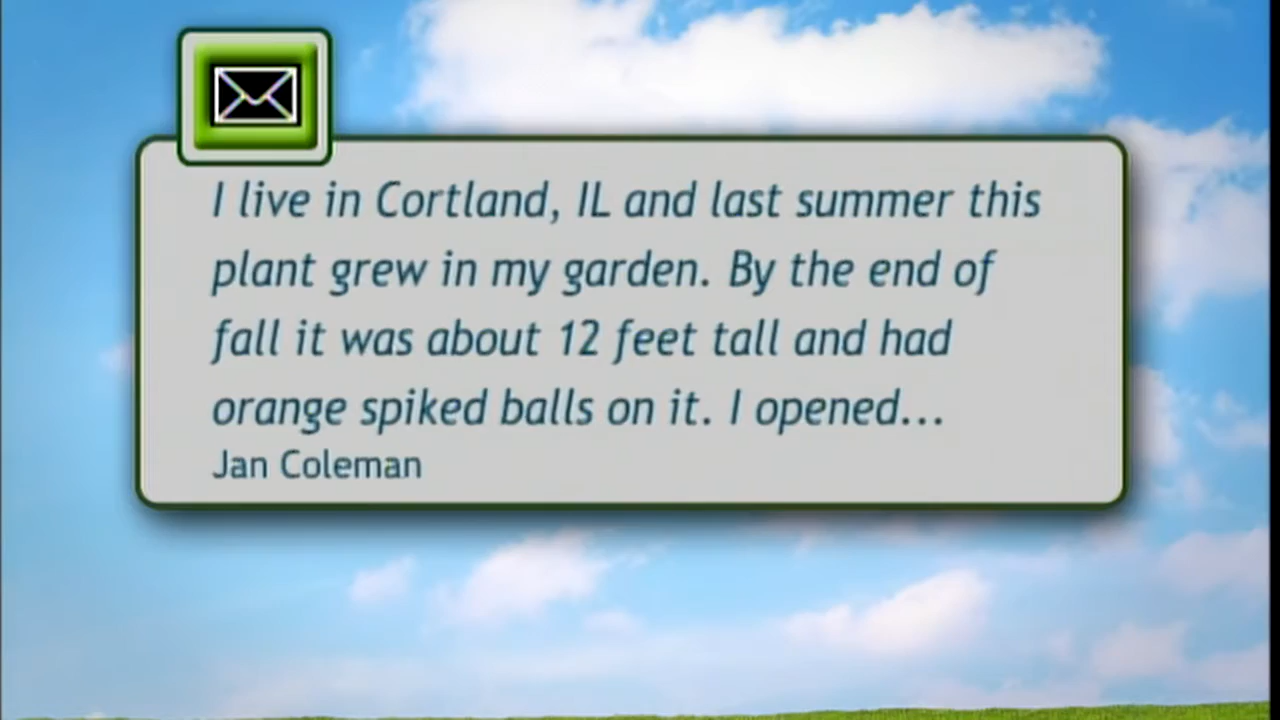 I live in Cortland, IL and last summer this
plant grew in my garden. By the end of
fall it was about 12 feet tall and had
orange spiked balls on it. I opened...
Jan Coleman